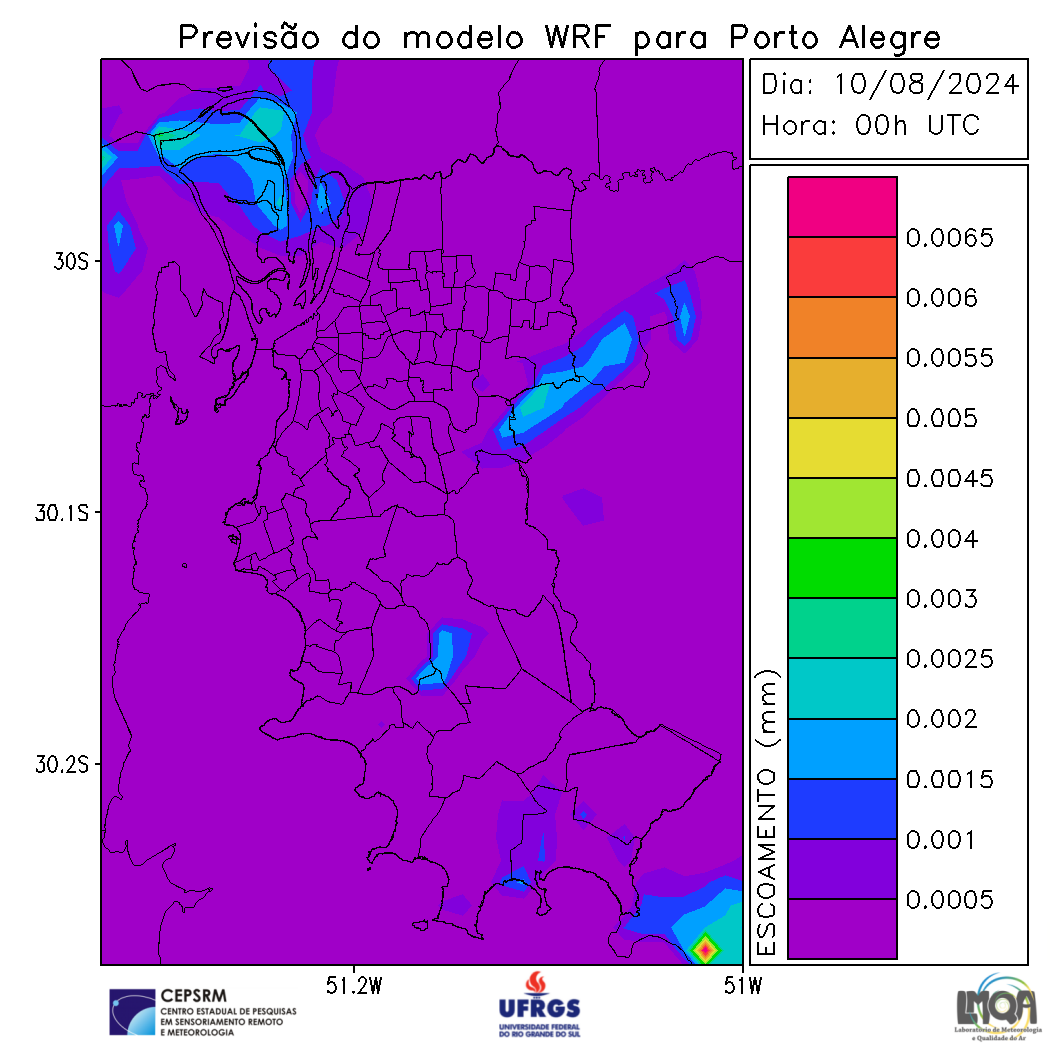 Previsão do modelo WRF para Porto Alegre
Dia: 10/08/2024
Hora: 00h UTC
0.0065
0.006
0.0055
0.005
0.0045
0.004
0.003
0.0025
0.002
0.0015
0.001
0.0005
ESCOAMENTO (mm)
30S
30.1S
30.2S
51.2W
51W
CEPSRM
CENTRO ESTADUAL DE PESQUISAS
EM SENSORIAMENTO REMOTO
E METEOROLOGIA
UFRGS
UNIVERSIDADE FEDERAL
DO RIO GRANDE DO SUL
LMQA
Laboratório de Meteorologia
e Qualidade do Ar